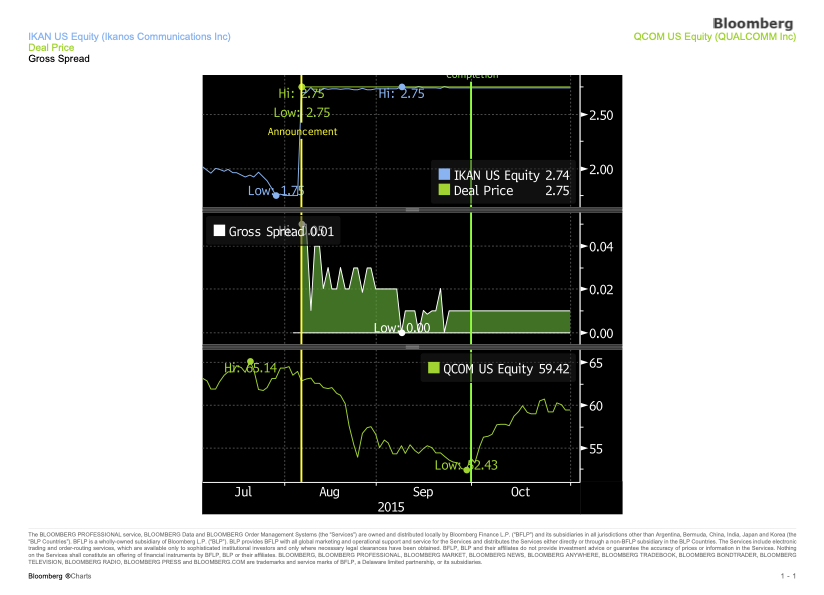 Bloomberg
IKAN US Equity (Ikanos Communications Inc)
QCOM US Equity (QUALCOMM Inc)
Deal Price
Gross Spread
Completion
Hi: 2.75
Hi: 2.75
Low: 2.75
2.50
Announcement
2.00
IKAN US Equity 2.74
Low: 1.75
Deal Price 2.75
Gross Spread 0.01
0.04
0.02
Low: 0.00
0.00
65
Hi: 65.14
QCOM US Equity 59.42
60
55
Low: 52.43
Jul
Aug
Sep
Oct
2015
The BLOOMBERG PROFESSIONAL service, BLOOMBERG Data and BLOOMBERG Order Management Systems (the "Services") are owned and distributed locally by Bloomberg Finance L.P. ("BFLP") and its subsidiaries in all jurisdictions other than Argentina, Bermuda, China, India, Japan and Korea (the
"BLP Countries"). BFLP is a wholly-owned subsidiary of Bloomberg L.P. ("BLP"). BLP provides BFLP with all global marketing and operational support and service for the Services and distributes the Services either directly or through a non-BFLP subsidiary in the BLP Countries. The Services include electronic
trading and order-routing services, which are available only to sophisticated institutional investors and only where necessary legal clearances have been obtained. BFLP, BLP and their affiliates do not provide investment advice or guarantee the accuracy of prices or information in the Services. Nothing
on the Services shall constitute an offering of financial instruments by BFLP, BLP or their affiliates. BLOOMBERG, BLOOMBERG PROFESSIONAL, BLOOMBERG MARKET, BLOOMBERG NEWS, BLOOMBERG ANYWHERE, BLOOMBERG TRADEBOOK, BLOOMBERG BONDTRADER, BLOOMBERG
TELEVISION, BLOOMBERG RADIO, BLOOMBERG PRESS and BLOOMBERG.COM are trademarks and service marks of BFLP, a Delaware limited partnership, or its subsidiaries.
Bloomberg ®Charts
1 - 1